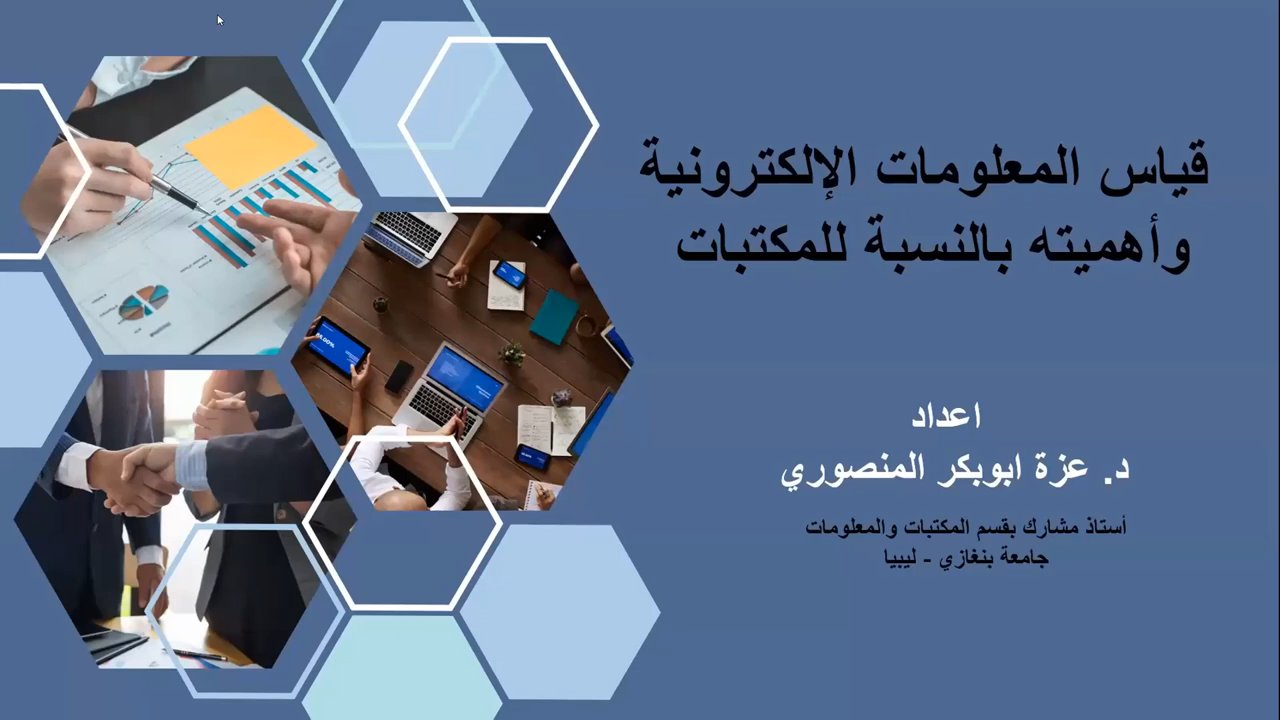 قياس المعلومات الإلكترونية
وأهميته بالنسبة للمكتبات
اعداد
د. عزة ابوبكر المنصوري
أستاذ مشارك بقسم المكتبات والمعلومات
جامعة بنغازي - ليبيا